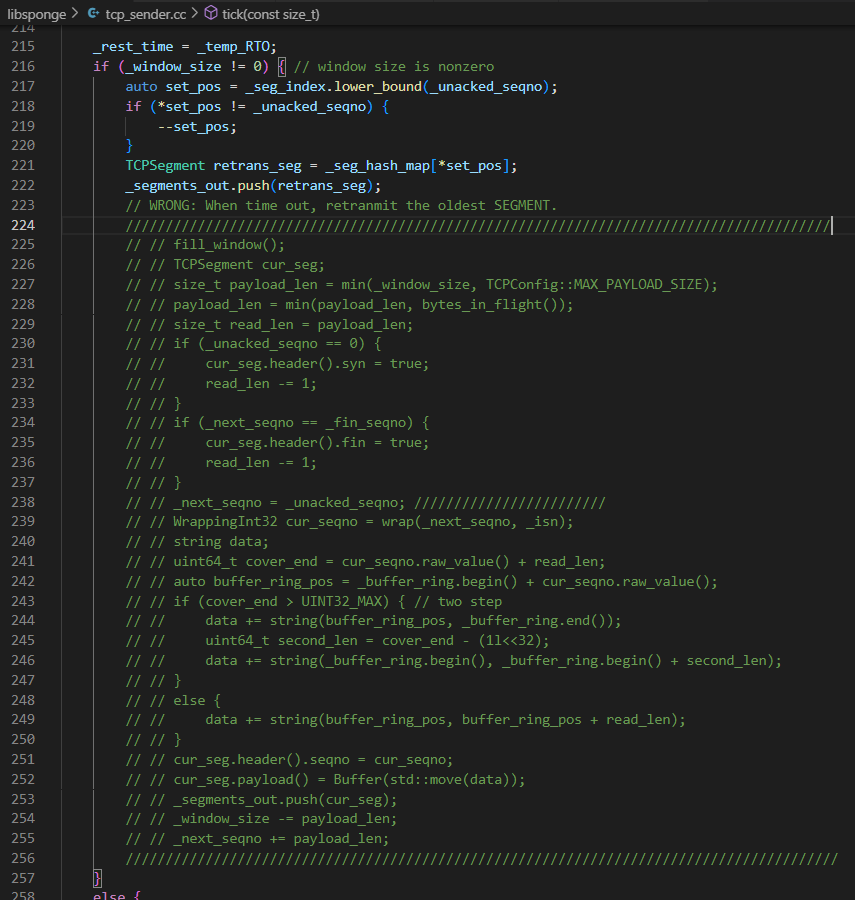 libsponge > tcp_sender.cc > tick(const size_t)
214
215 _rest_time = _temp_RTO;
216 if (_window_size != 0) { // window size is nonzero
217 auto set_pos = _seg_index.lower_bound(_unacked_seqno);
218 if (*set_pos != _unacked_seqno) {
219 --set_pos;
220 }
221 TCPSegment retrans_seg = _seg_hash_map[*set_pos];
222 _segments_out.push(retrans_seg);
223 // WRONG: When time out, retranmit the oldest SEGMENT.
224 ////////////////////////////////////////////////////////////////////////////////////////
225 // // fill_window();
226 // // TCPSegment cur_seg;
227 // // size_t payload_len = min(_window_size, TCPConfig::MAX_PAYLOAD_SIZE);
228 // // payload_len = min(payload_len, bytes_in_flight());
229 // // size_t read_len = payload_len;
230 // // if (_unacked_seqno == 0) {
231 // // cur_seg.header().syn = true;
232 // // read_len -= 1;
233 // // }
234 // // if (_next_seqno == _fin_seqno) {
235 // // cur_seg.header().fin = true;
236 // // read_len -= 1;
237 // // }
238 // // _next_seqno = _unacked_seqno; ////////////////////////
239 // // WrappingInt32 cur_seqno = wrap(_next_seqno, _isn);
240 // // string data;
241 // // uint64_t cover_end = cur_seqno.raw_value() + read_len;
242 // // auto buffer_ring_pos = _buffer_ring.begin() + cur_seqno.raw_value();
243 // // if (cover_end > UINT32_MAX) { // two step
244 // // data += string(buffer_ring_pos, _buffer_ring.end());
245 // // uint64_t second_len = cover_end - (1l<<32);
246 // // data += string(_buffer_ring.begin(), _buffer_ring.begin() + second_len);
247 // // }
248 // // else {
249 // // data += string(buffer_ring_pos, buffer_ring_pos + read_len);
250 // // }
251 // // cur_seg.header().seqno = cur_seqno;
252 // // cur_seg.payload() = Buffer(std::move(data));
253 // // _segments_out.push(cur_seg);
254 // // _window_size -= payload_len;
255 // // _next_seqno += payload_len;
256 /////////////////////////////////////////////////////////////////////////////////////////
257 }
258 else {